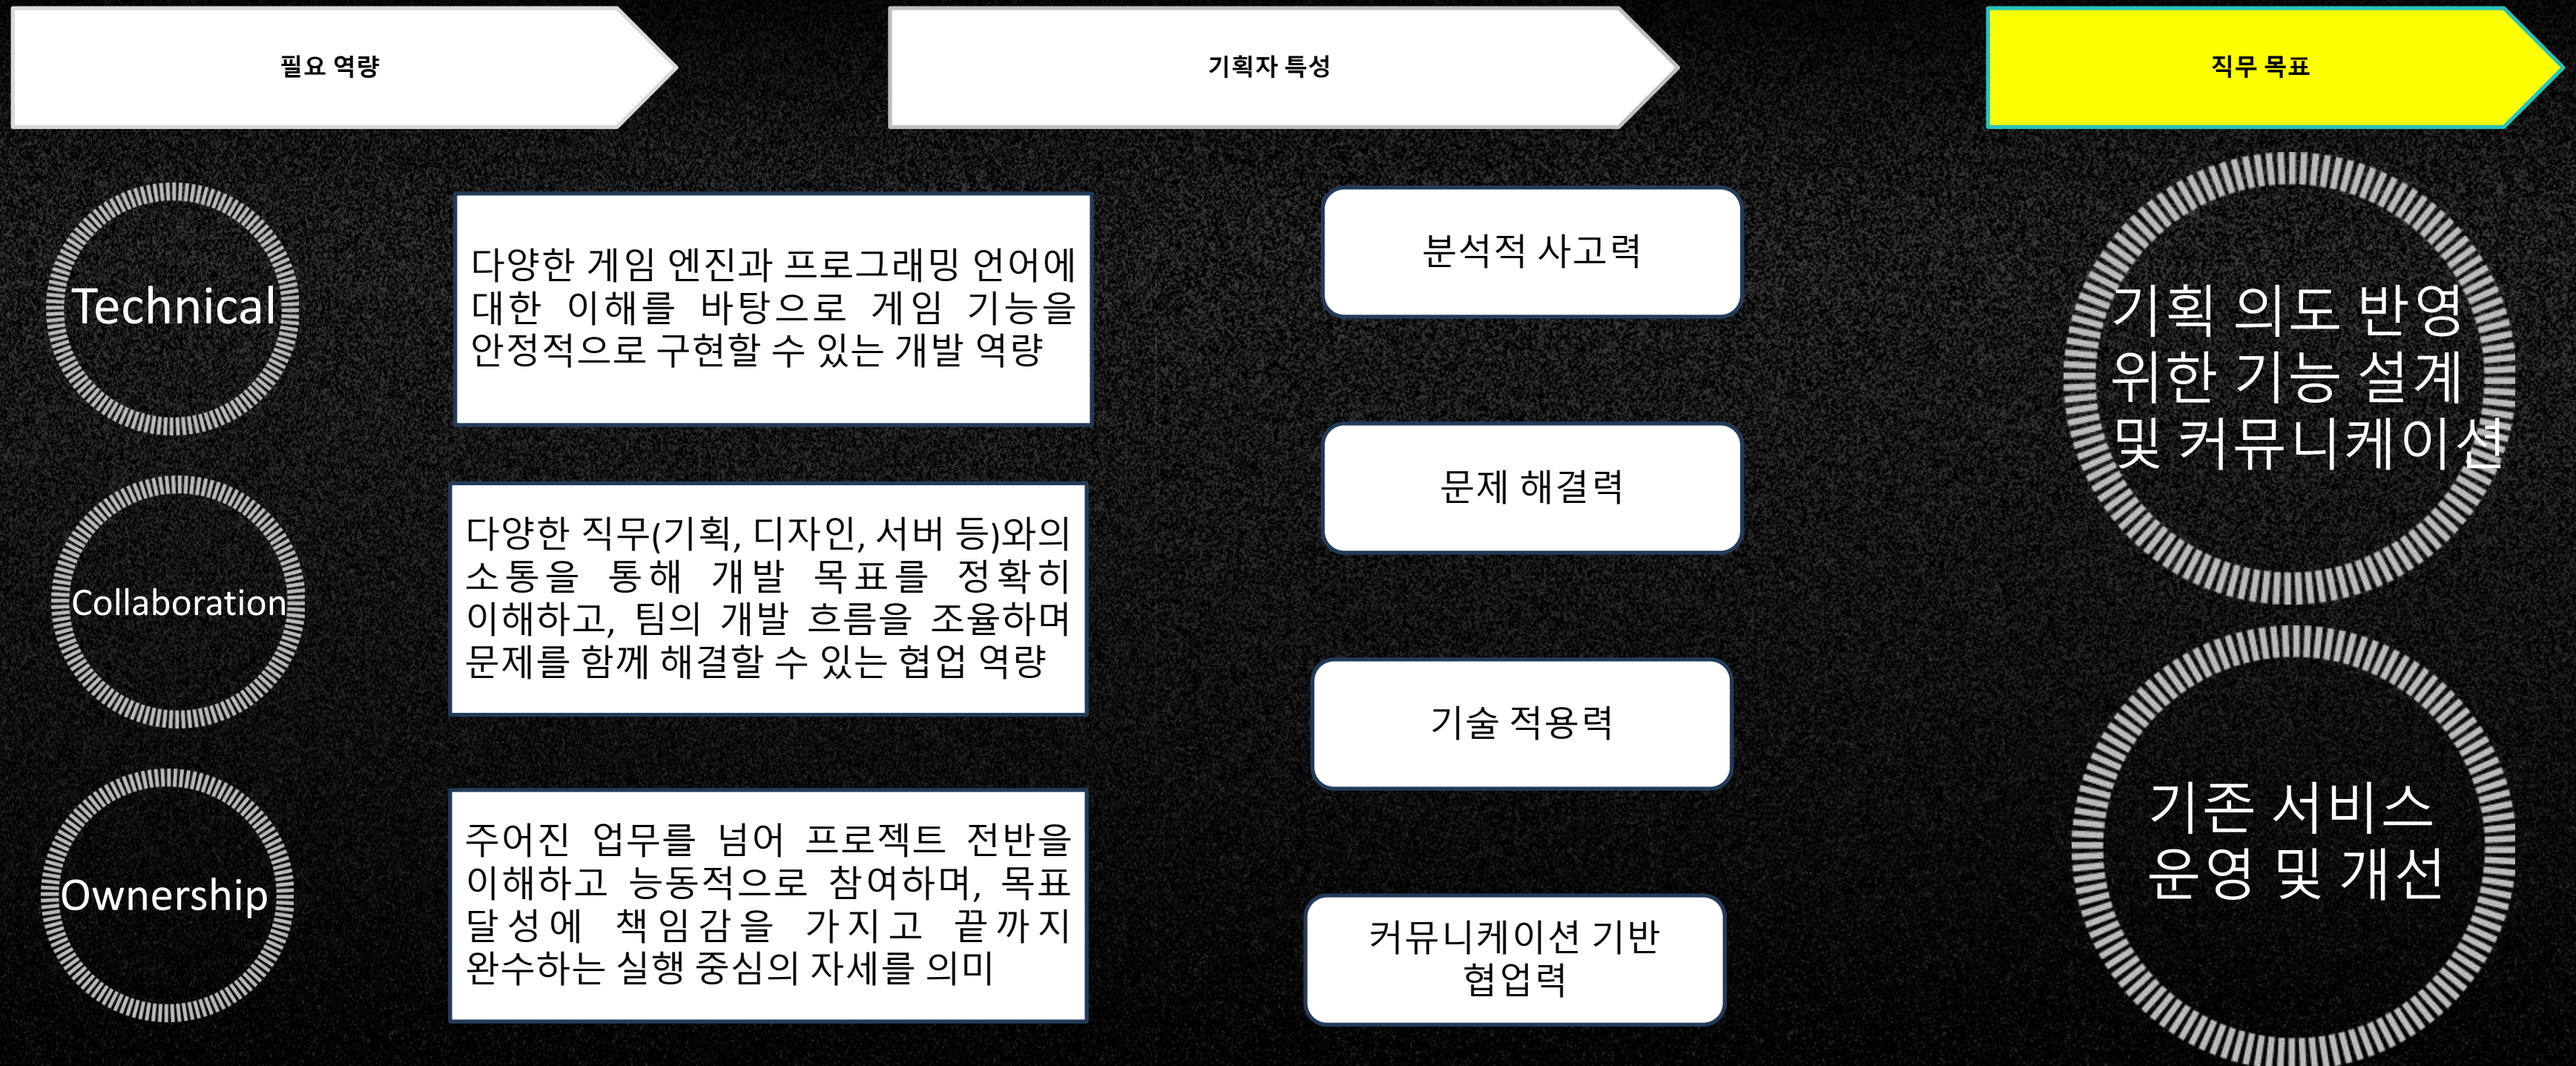 필요 역량
기획자 특성
직무 목표
Technical
다양한 게임 엔진과 프로그래밍 언어에
대한 이해를 바탕으로 게임 기능을
안정적으로 구현할 수 있는 개발 역량
Collaboration
다양한 직무(기획, 디자인, 서버 등)와의
소통을 통해 개발 목표를 정확히
이해하고, 팀의 개발 흐름을 조율하며
문제를 함께 해결할 수 있는 협업 역량
Ownership
주어진 업무를 넘어 프로젝트 전반을
이해하고 능동적으로 참여하며, 목표
달성에 책임감을 가지고 끝까지
완수하는 실행 중심의 자세를 의미
분석적 사고력
문제 해결력
기술 적용력
커뮤니케이션 기반
협업력
기획 의도 반영
위한 기능 설계
및 커뮤니케이션
기존 서비스
운영 및 개선